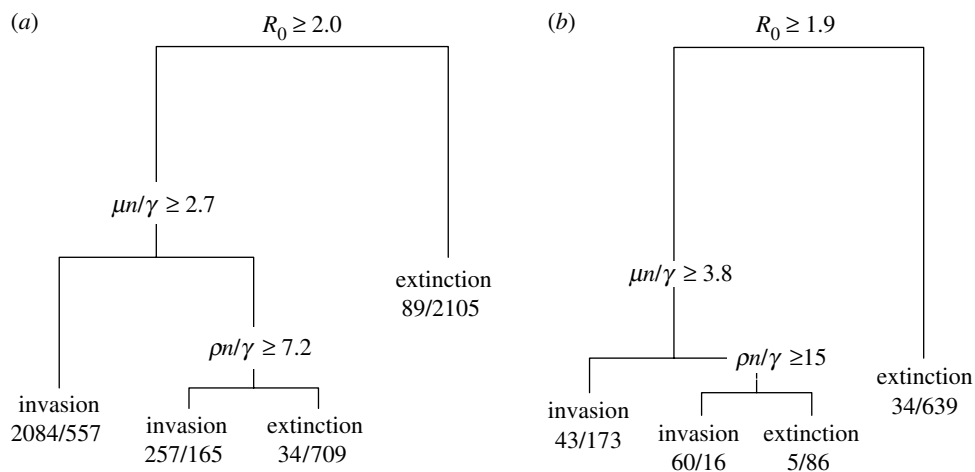 (a)
R0 ≥ 2.0
μn/γ ≥ 2.7
extinction
89/2105
ρn/γ ≥ 7.2
invasion
2084/557
invasion
257/165
extinction
34/709
(b)
R0 ≥ 1.9
μn/γ ≥ 3.8
ρn/γ ≥15
extinction
34/639
invasion
43/173
invasion
60/16
extinction
5/86